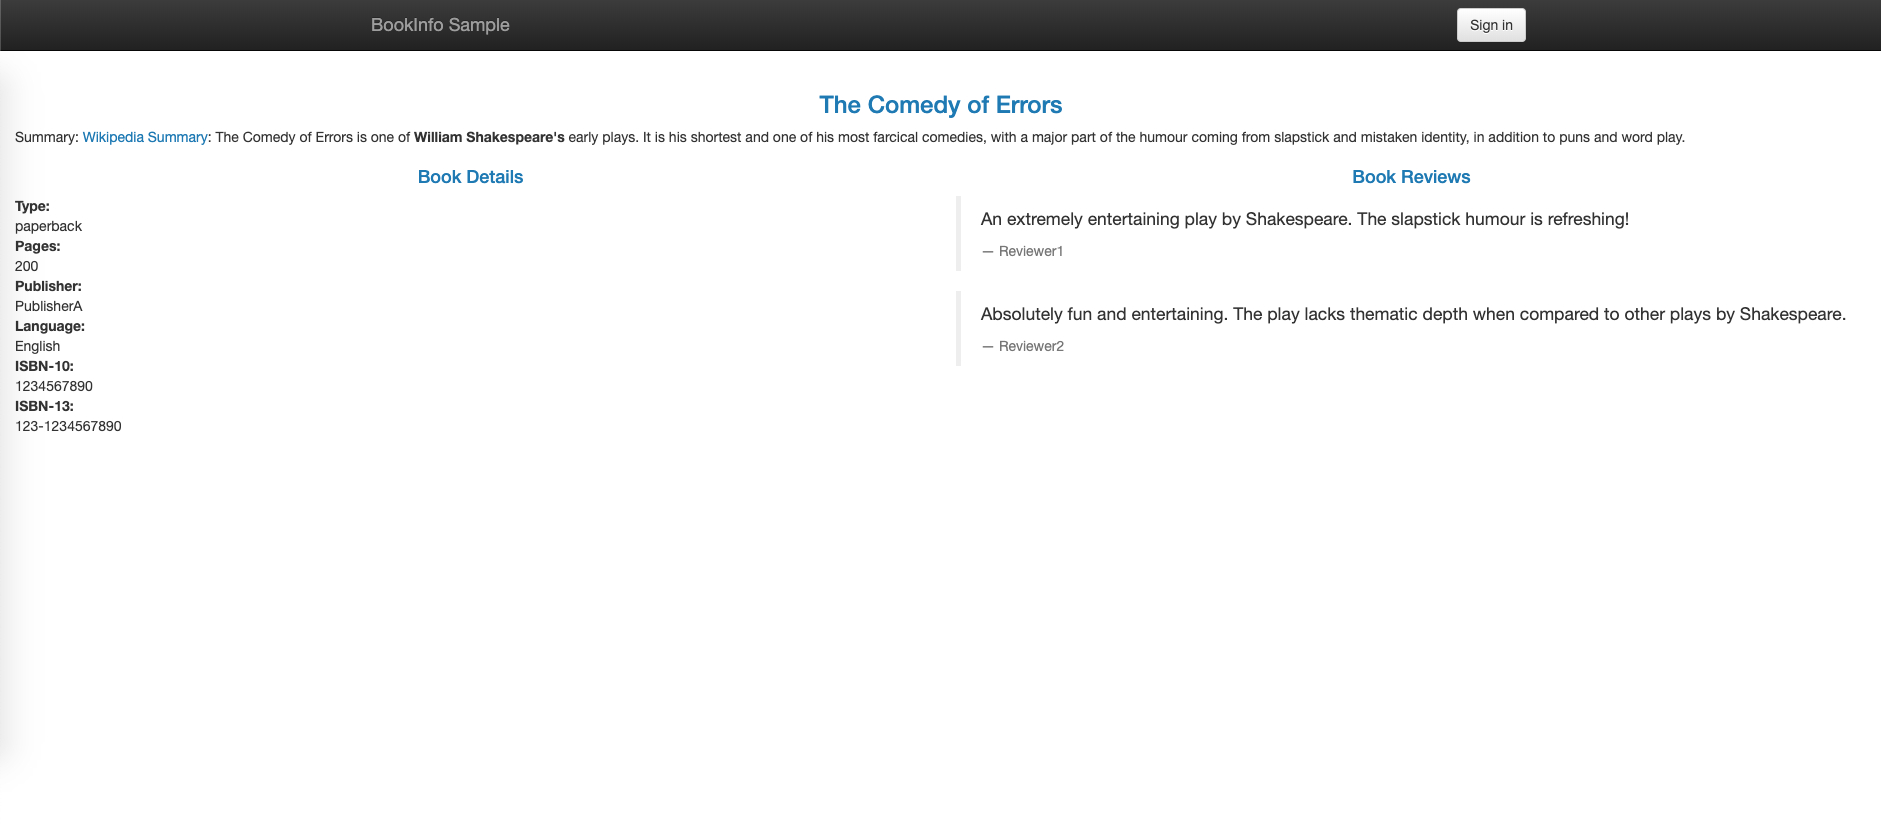 BookInfo Sample
Sign in
The Comedy of Errors
Summary: Wikipedia Summary: The Comedy of Errors is one of William Shakespeare's early plays. It is his shortest and one of his most farcical comedies, with a major part of the humour coming from slapstick and mistaken identity, in addition to puns and word play.
Book Details
Type:
paperback
Pages:
200
Publisher:
PublisherA
Language:
English
ISBN-10:
1234567890
ISBN-13:
123-1234567890
Book Reviews
An extremely entertaining play by Shakespeare. The slapstick humour is refreshing!
— Reviewer1
Absolutely fun and entertaining. The play lacks thematic depth when compared to other plays by Shakespeare.
— Reviewer2